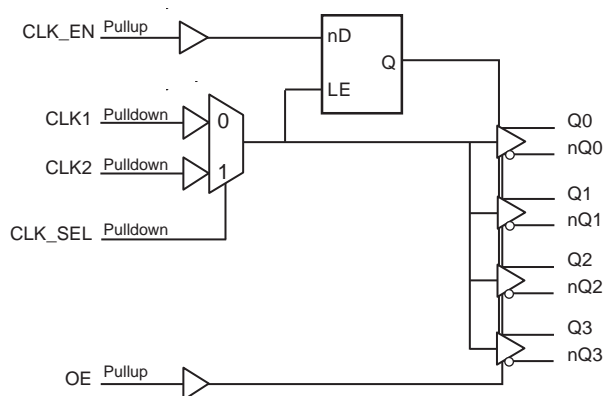 CLK_EN Pullup
nD
Q
LE
CLK1 Pulldown
0
CLK2 Pulldown
1
CLK_SEL Pulldown
Q0
nQ0
Q1
nQ1
Q2
nQ2
Q3
nQ3
OE Pullup